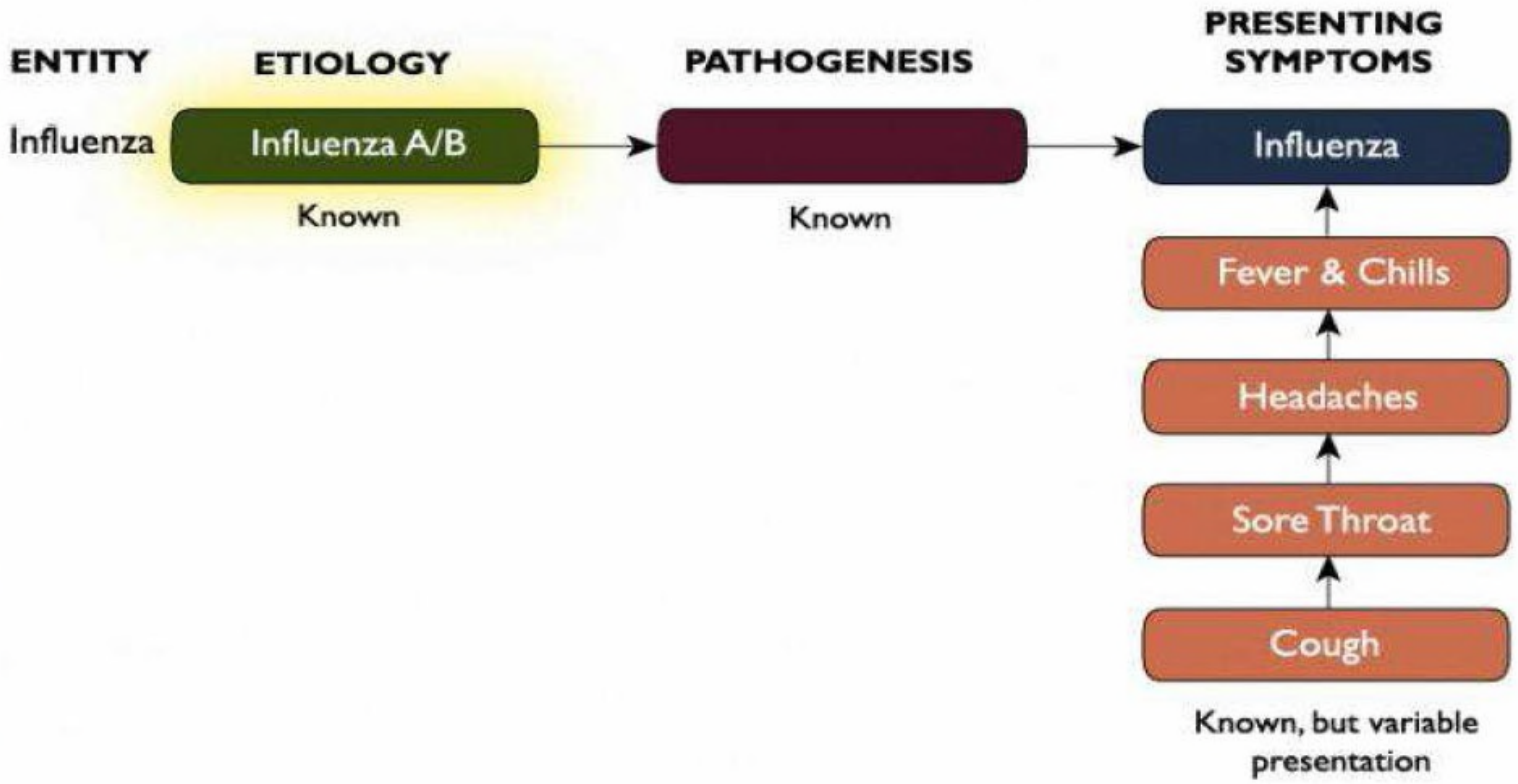 PRESENTING
SYMPTOMS
ENTITY ETIOLOGY PATHOGENESIS
Influenza Influenza A/B Influenza
Known Known
Fever & Chills
Headaches
Sore Throat
Cough
Known, but variable
presentation